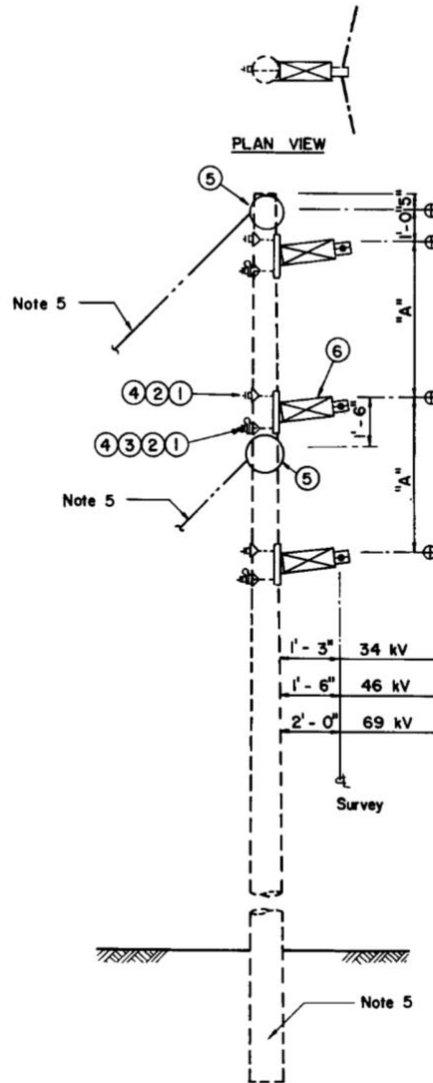 PLAN VIEW
5
5"
1'-0"
Note 5
"A"
4 2 1
6
1'-6"
4 3 2 1
5
Note 5
"A"
1'-3" 34 kV
1'-6" 46 kV
2'-0" 69 kV
℄
Survey
Note 5